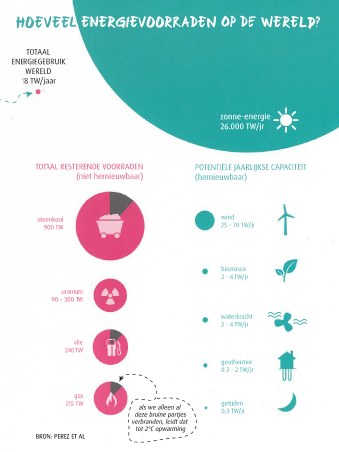 HOEVEEL ENERGIEVOORRADEN OP DE WERELD?
TOTAAL
ENERGIEGEBRUIK
WERELD
18 TW/jaar
zonne-energie
26.000 TW/jr
TOTAAL RESTERENDE VOORRADEN
(niet hernieuwbaar)
steenkool
900 TW
uranium
90 - 300 TW
olie
240 TW
gas
215 TW
als we alleen al
deze bruine partjes
verbranden, leidt dat
tot 2°C opwarming
POTENTIËLE JAARLIJKSE CAPACITEIT
(hernieuwbaar)
wind
25 - 70 TW/jr
biomassa
2 - 6 TW/jr
waterkracht
3 - 4 TW/jr
geothermie
0.3 - 2 TW/jr
getijden
0,3 TW/jr
BRON: PEREZ ET AL